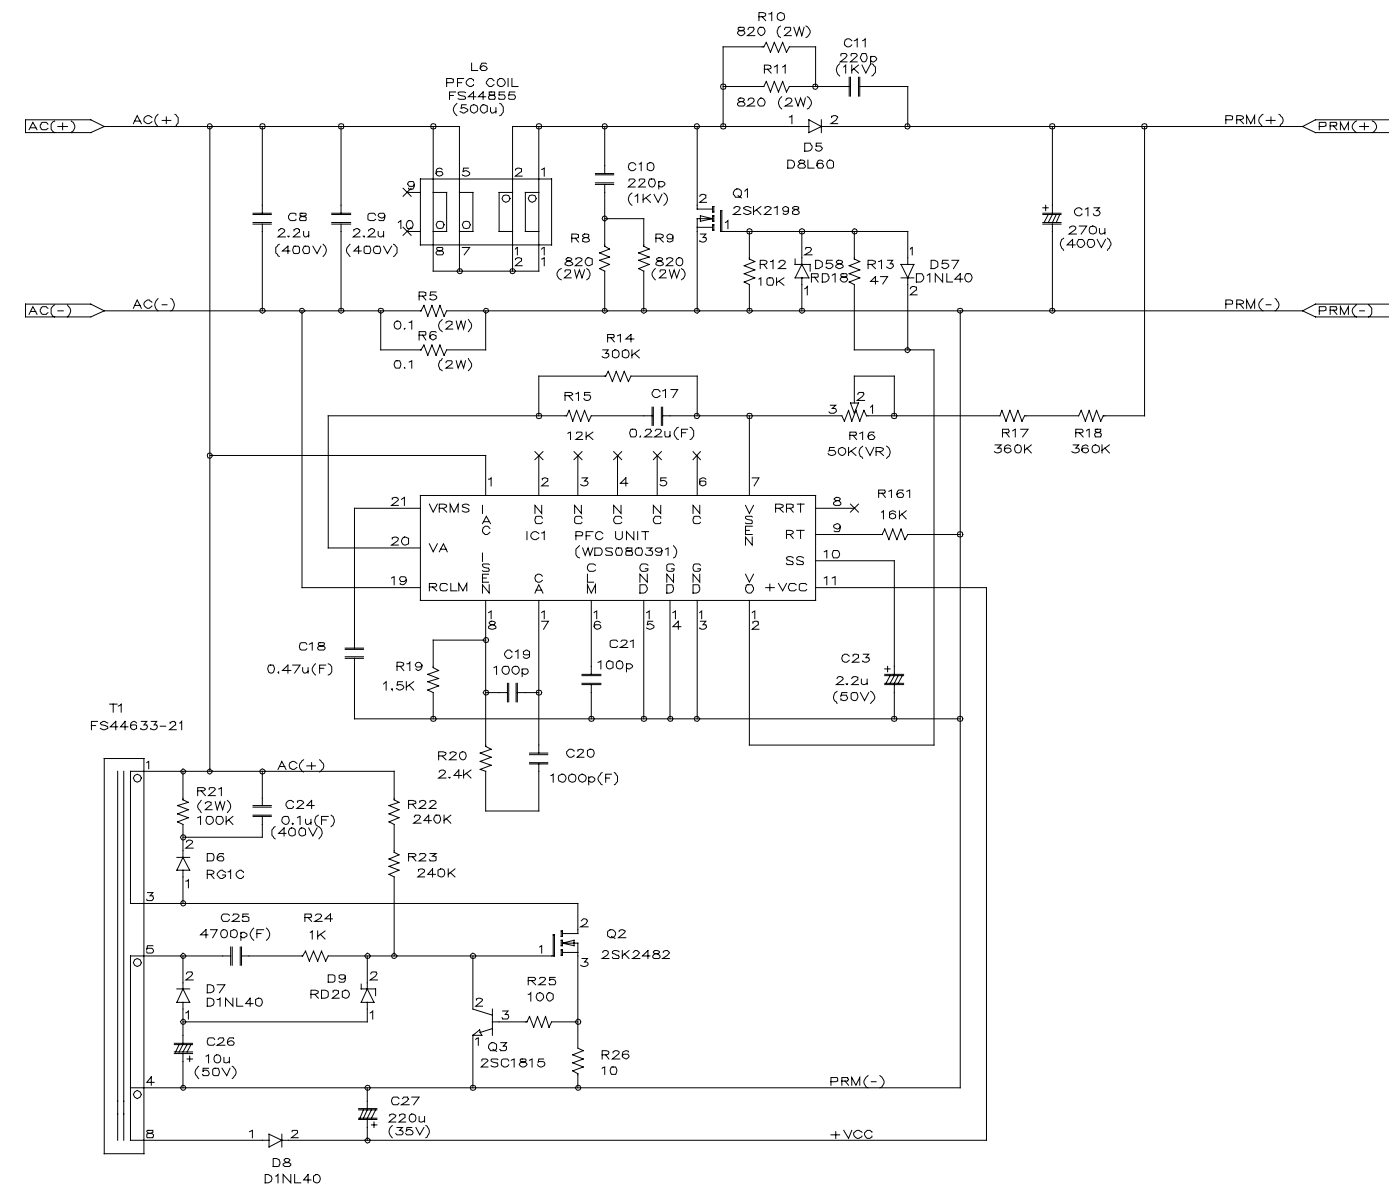 R10
820 (2W)
C11
220p
(1KV)
R11
820 (2W)
L6
PFC COIL
FS44855
(500u)
AC(+)
AC(+)
1
2
D5
D8L60
PRM(+)
PRM(+)
9
6
5
2
1
10
8
7
1
2
1
1
C8
2.2u
(400V)
C9
2.2u
(400V)
C10
220p
(1KV)
R8
820
(2W)
R9
820
(2W)
2
Q1
2SK2198
1
3
R12
10K
2
D58
RD18
1
R13
47
1
D57
D1NL40
2
+
C13
270u
(400V)
AC(-)
AC(-)
R5
0.1 (2W)
R6
0.1 (2W)
PRM(-)
PRM(-)
R14
300K
R15
12K
C17
0.22u(F)
3
2
1
R16
50K(VR)
R17
360K
R18
360K
1
2
3
4
5
6
7
21
VRMS
IAC
NC
NC
NC
NC
NC
VSEN
RRT
8
R161
16K
IC1
PFC UNIT
(WDS080391)
RT
9
20
VA
SS
10
19
RCLM
ISEN
CA
CLM
GND
GND
GND
VO
+VCC
11
18
17
16
15
14
13
12
C18
0.47u(F)
R19
1.5K
C19
100p
C21
100p
C23
+
2.2u
(50V)
R20
2.4K
C20
1000p(F)
T1
FS44633-21
1
AC(+)
R21
(2W)
100K
C24
0.1u(F)
(400V)
R22
240K
2
D6
RG1C
1
R23
240K
3
C25
4700p(F)
R24
1K
2
Q2
2SK2482
1
3
5
2
D7
D1NL40
1
D9
RD20
2
1
R25
100
2
3
1
Q3
2SC1815
C26
10u
(50V)
+
R26
10
4
PRM(-)
C27
220u
(35V)
+
8
1
2
+VCC
D8
D1NL40